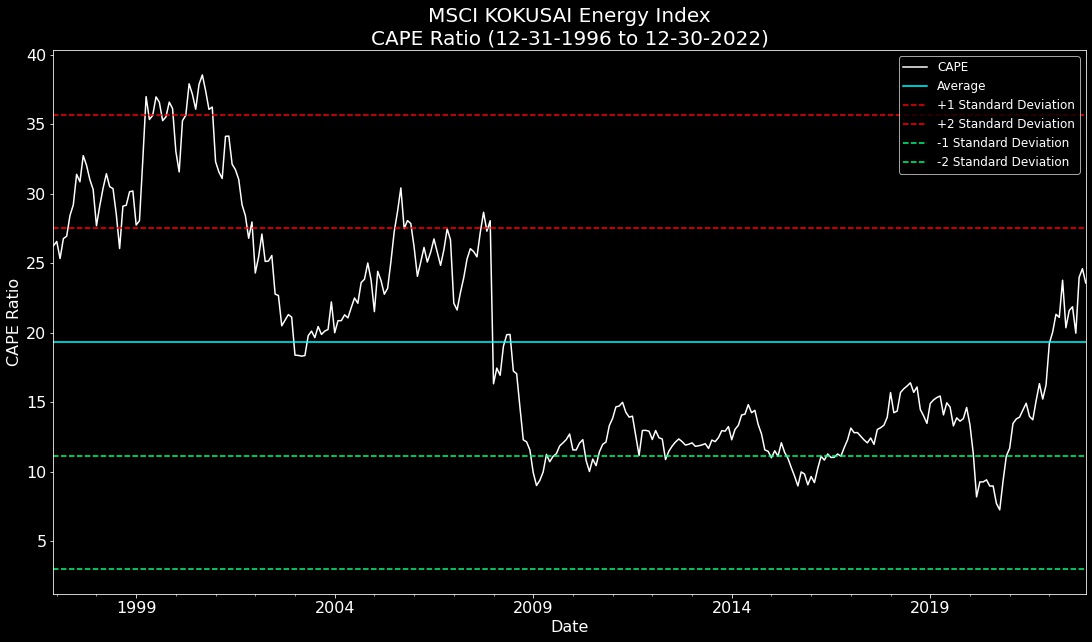 MSCI KOKUSAI Energy Index
CAPE Ratio (12-31-1996 to 12-30-2022)
CAPE
Average
+1 Standard Deviation
+2 Standard Deviation
-1 Standard Deviation
-2 Standard Deviation
CAPE Ratio
40
35
30
25
20
15
10
5
1999
2004
2009
2014
2019
Date